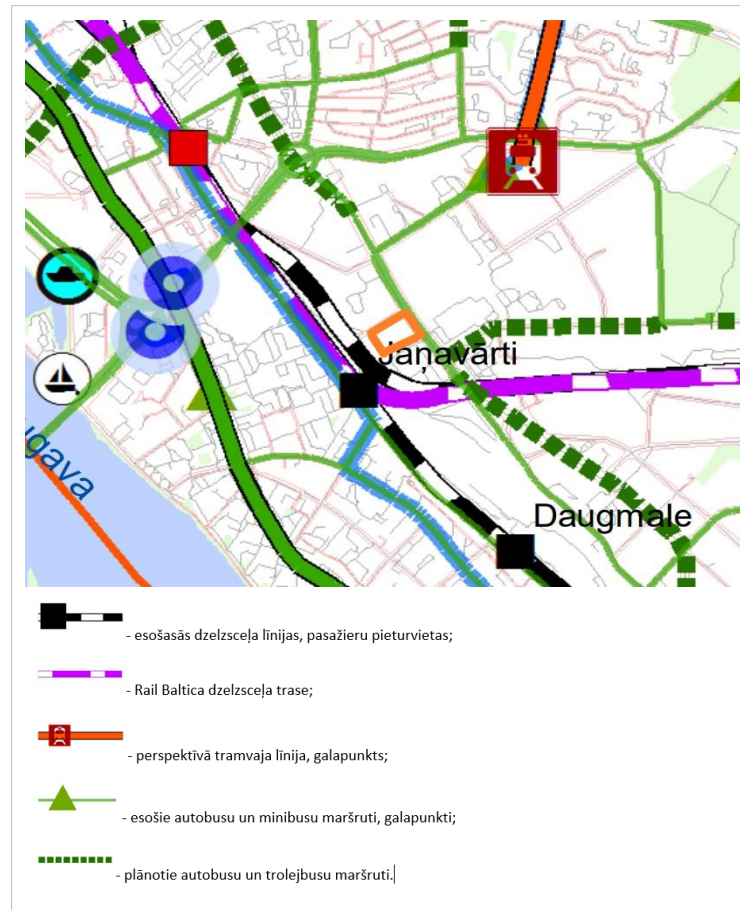 Jaņavārti
ugava
Daugmale
- esošasās dzelzsceļa līnijas, pasažieru pieturvietas;
- Rail Baltica dzelzsceļa trase;
- perspektīvā tramvaja līnija, galapunkts;
- esošie autobusu un minibusu maršruti, galapunkti;
- plānotie autobusu un trolejbusu maršruti.